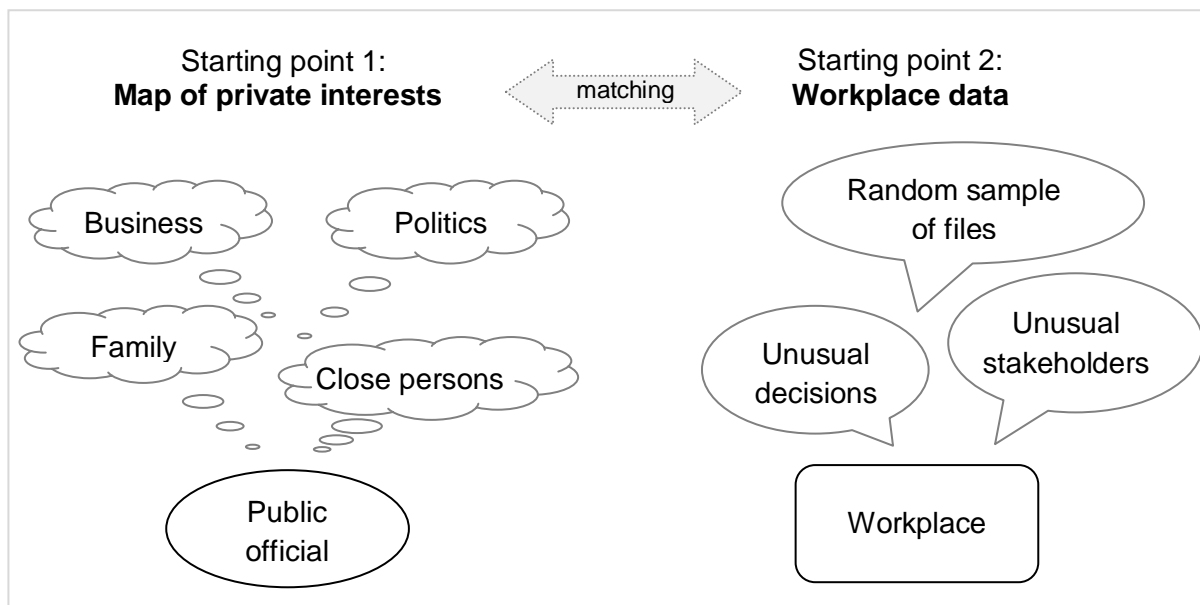 Starting point 1:
Map of private interests
matching
Starting point 2:
Workplace data
Business
Politics
Family
Close persons
Public
official
Random sample
of files
Unusual
decisions
Unusual
stakeholders
Workplace